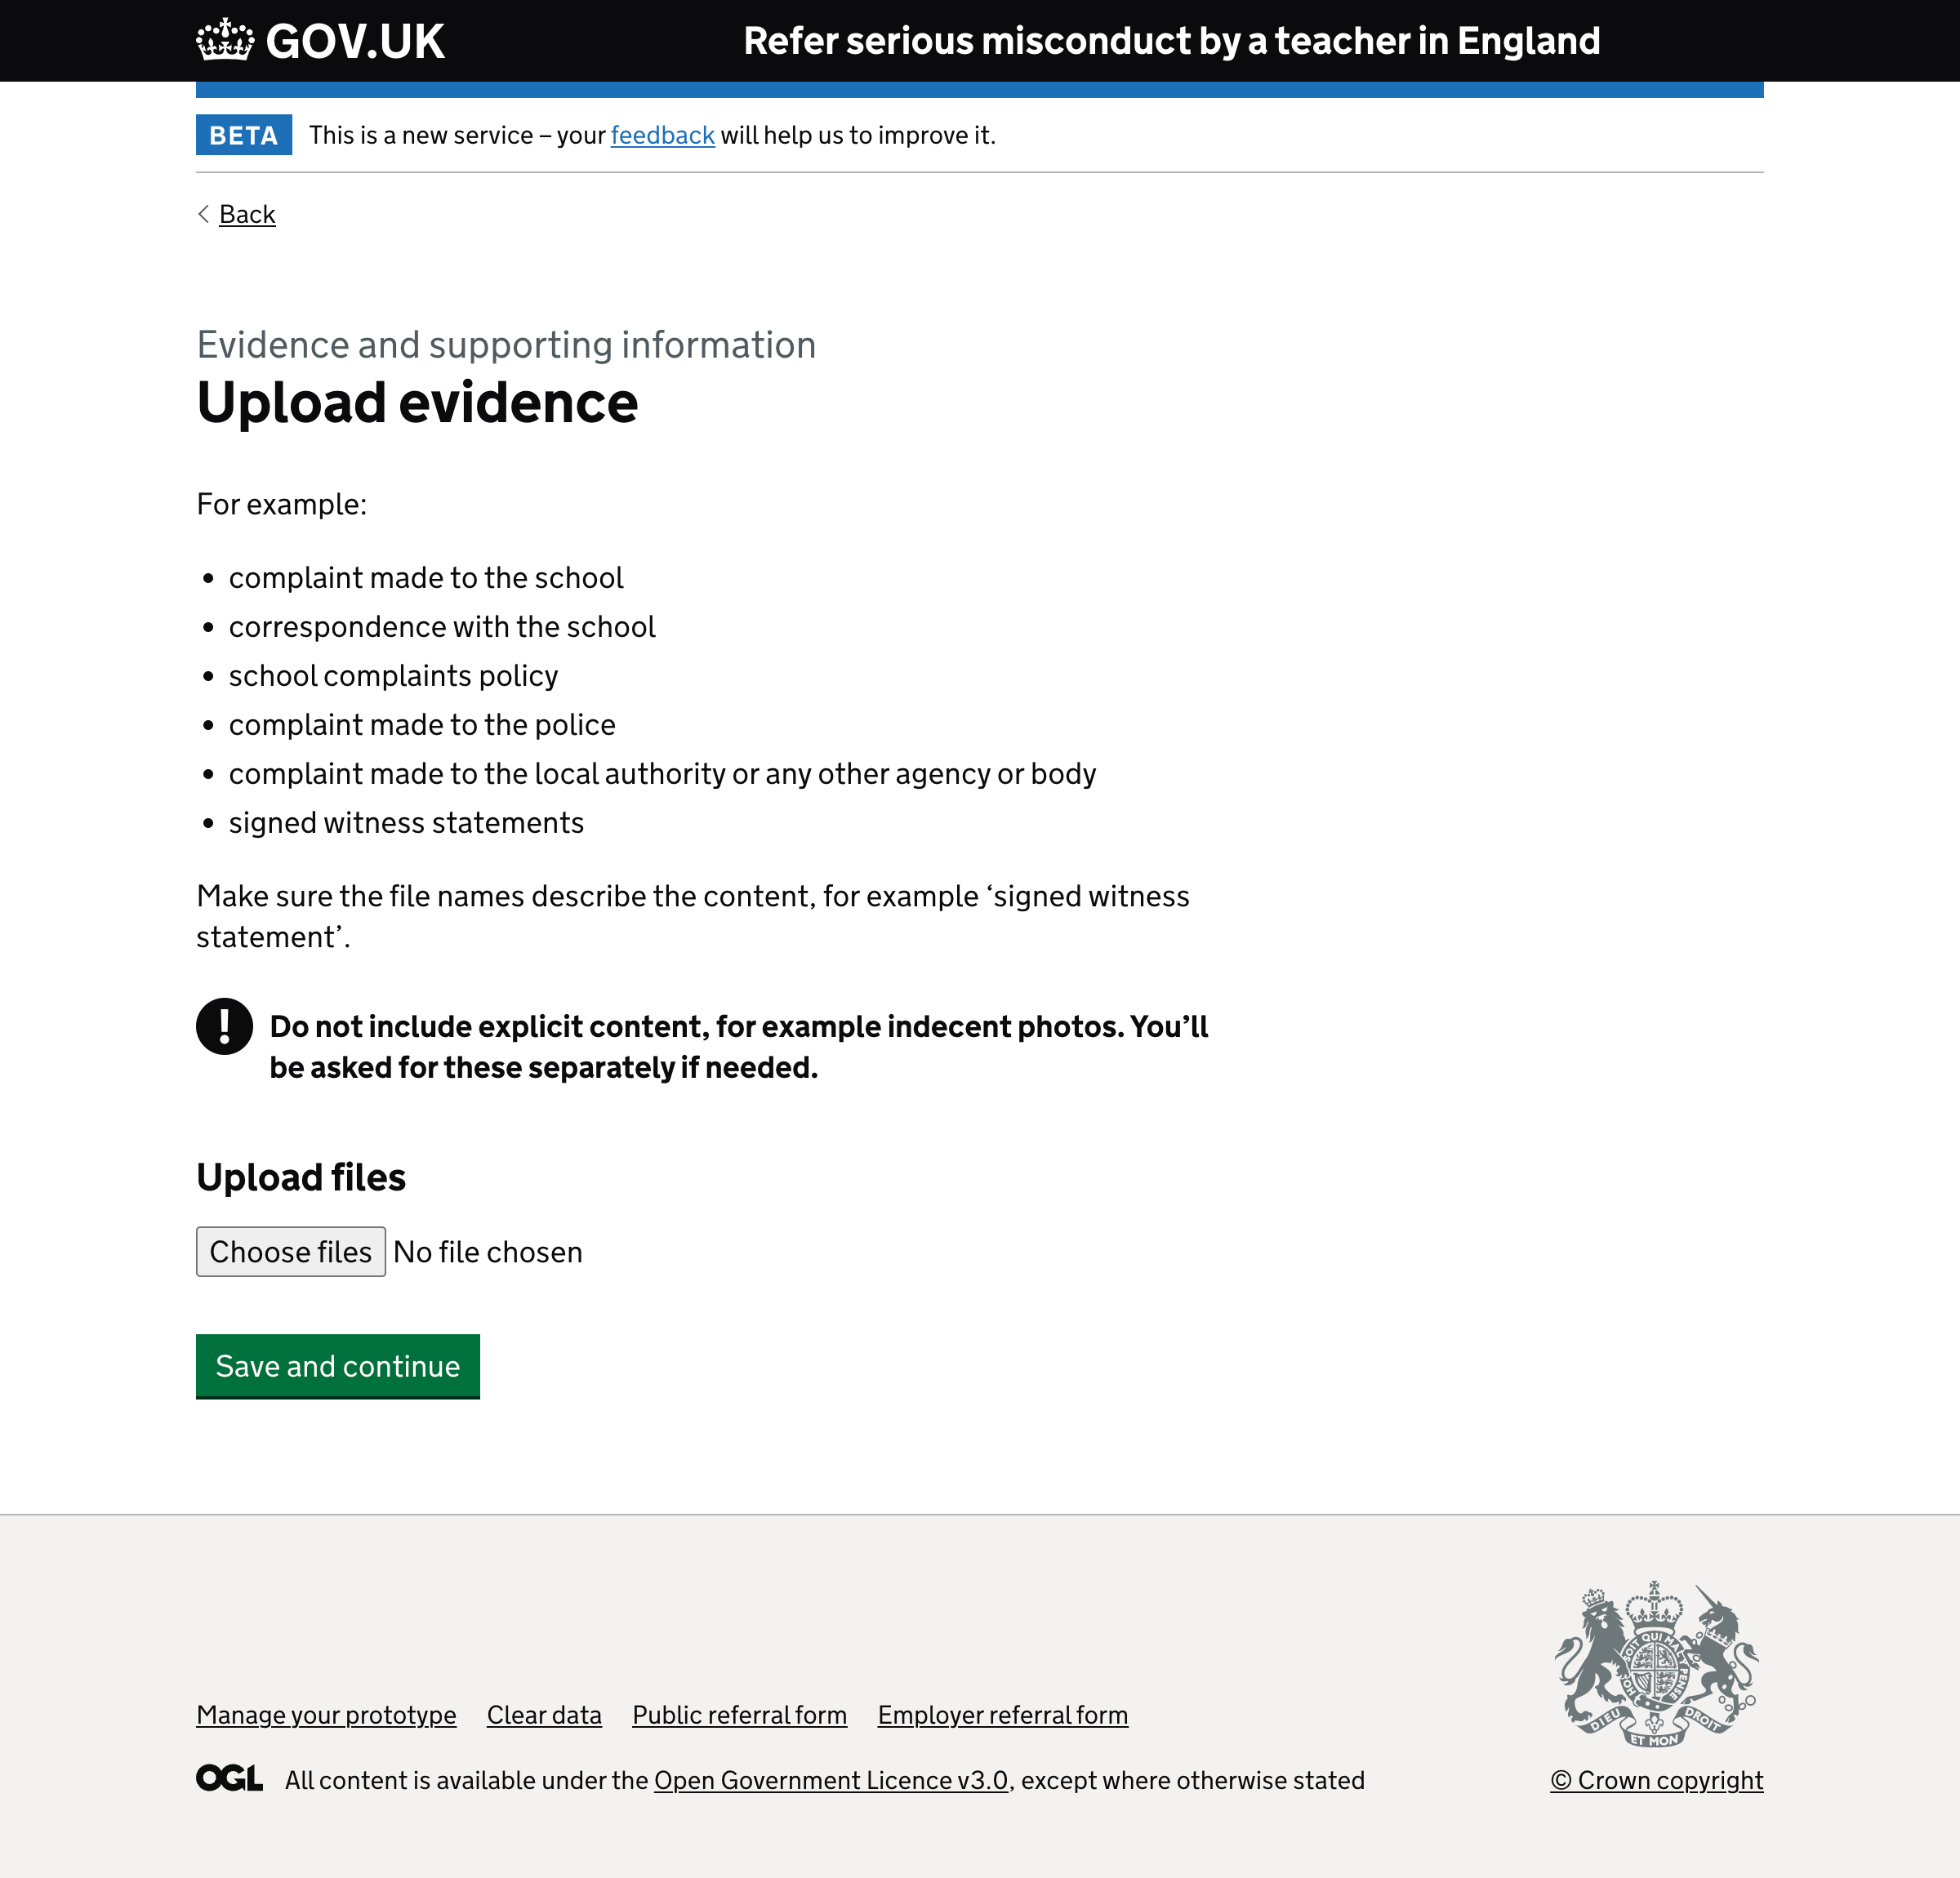 GOV.UK
Refer serious misconduct by a teacher in England
BETA
This is a new service – your feedback will help us to improve it.
Back
Evidence and supporting information
Upload evidence
For example:
• complaint made to the school
• correspondence with the school
• school complaints policy
• complaint made to the police
• complaint made to the local authority or any other agency or body
• signed witness statements
Make sure the file names describe the content, for example ‘signed witness
statement’.
! Do not include explicit content, for example indecent photos. You’ll
be asked for these separately if needed.
Upload files
Choose files No file chosen
Save and continue
SOIT QUI MAL Y PENSE
DIEU ET MON DROIT
Manage your prototype Clear data Public referral form Employer referral form
OGL All content is available under the Open Government Licence v3.0, except where otherwise stated
© Crown copyright